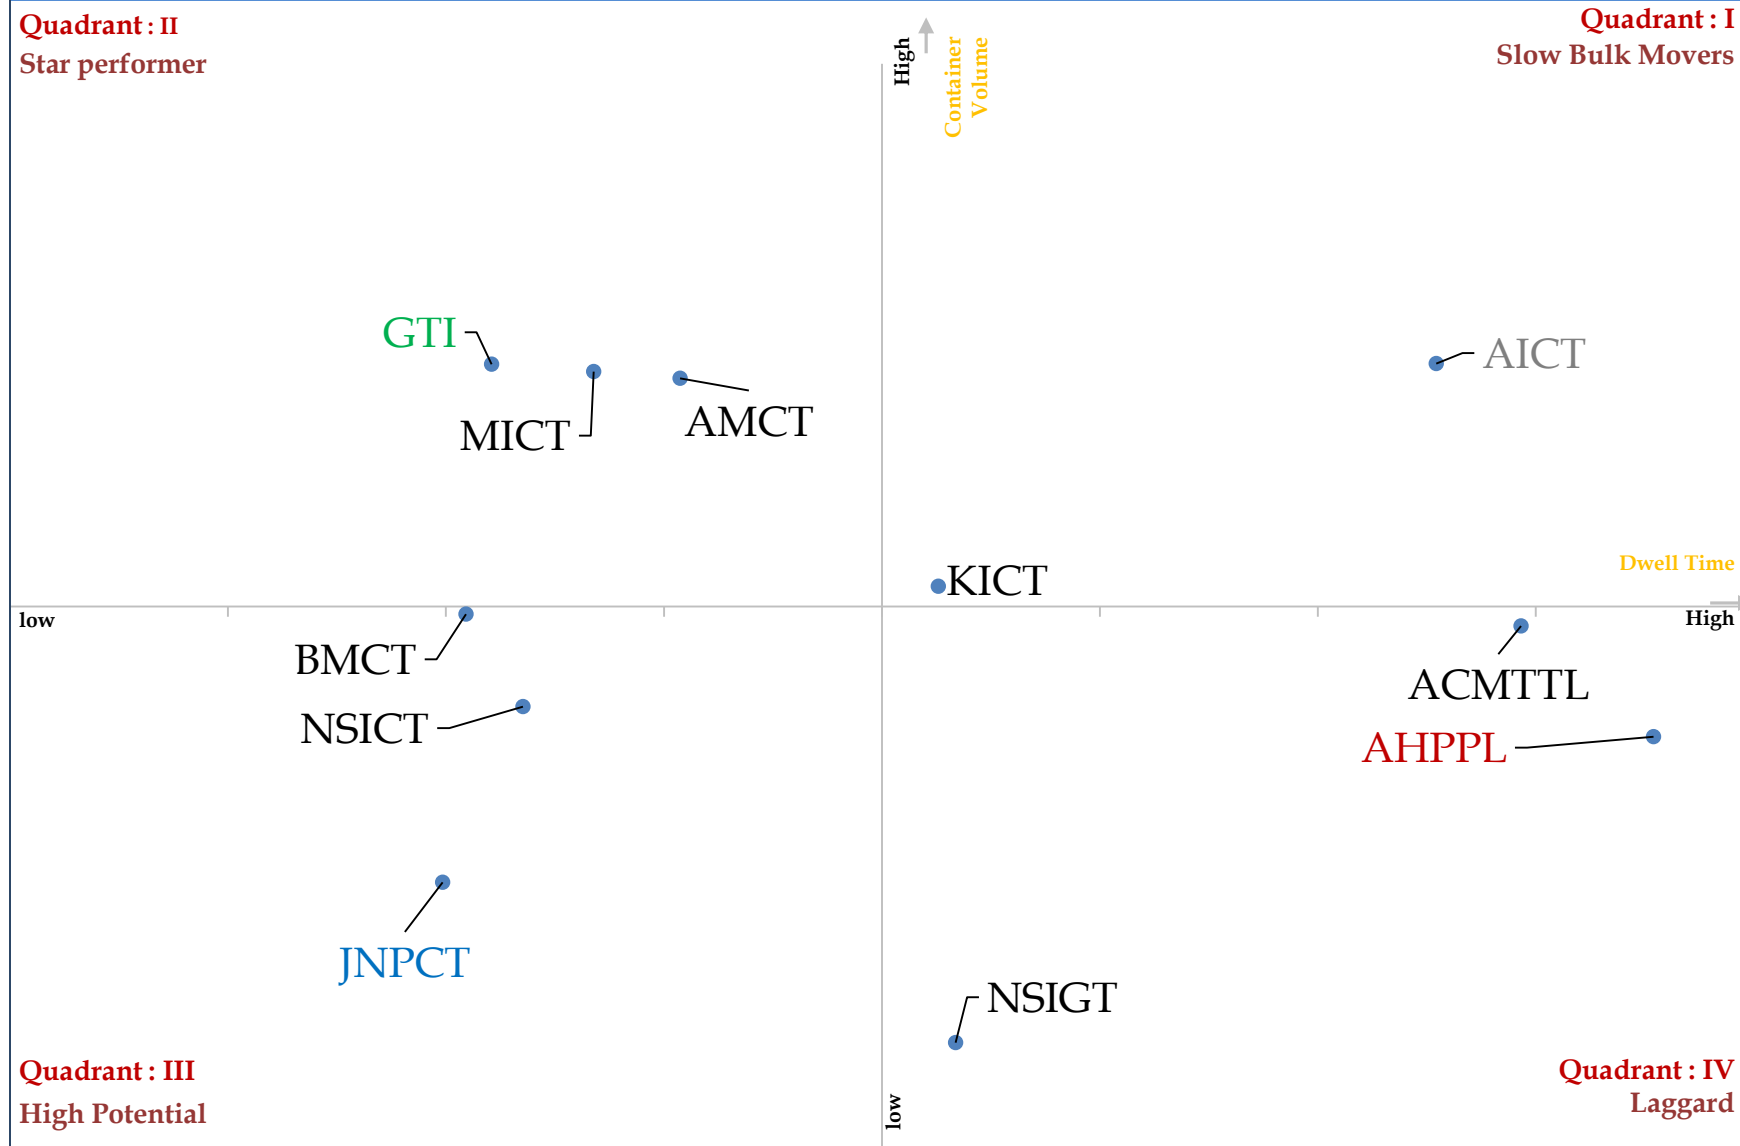 Quadrant : II
Star performer
Quadrant : I
Slow Bulk Movers
High
Container
Volume
GTI
MICT
AMCT
AICT
KICT
Dwell Time
low
High
BMCT
NSICT
ACMTTL
AHPPL
JNPCT
NSIGT
Quadrant : III
High Potential
low
Quadrant : IV
Laggard